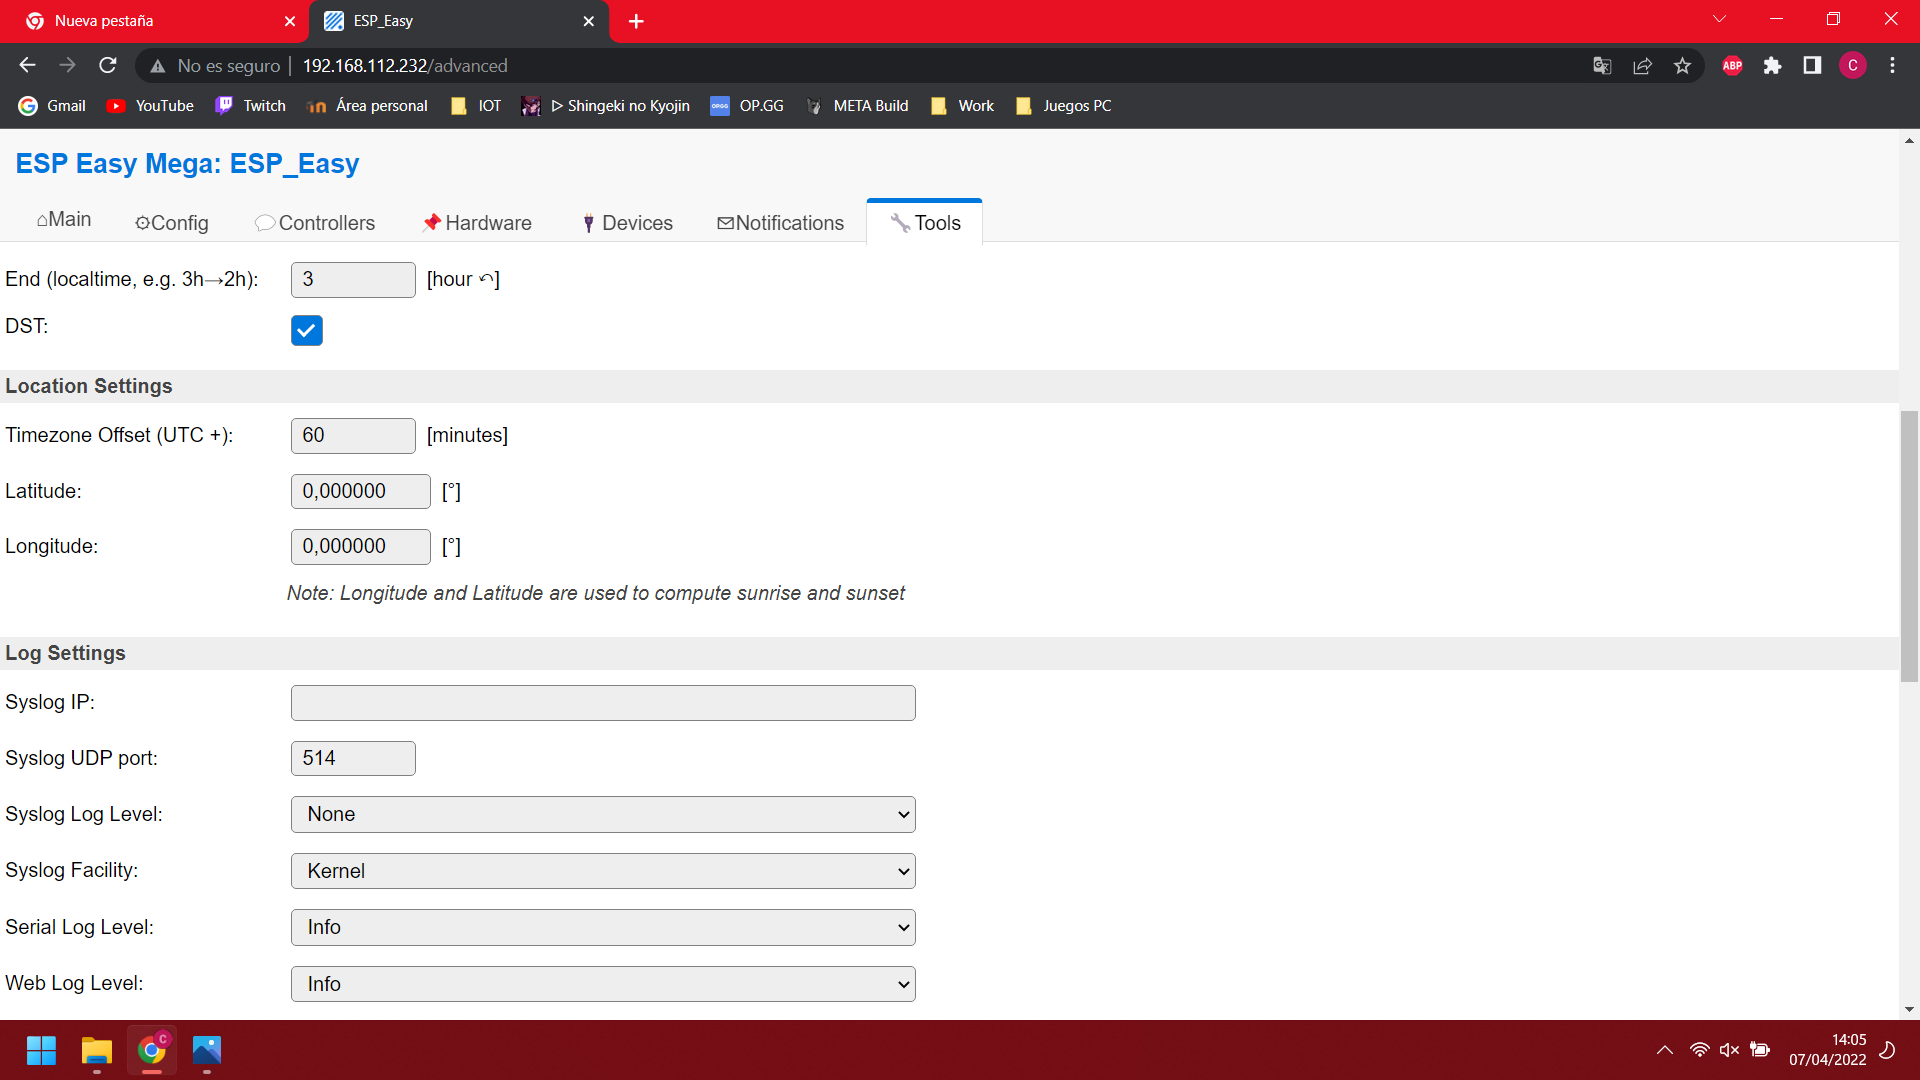 Nueva pestaña
ESP_Easy
No es seguro | 192.168.112.232/advanced
ABP
C
Gmail
YouTube
Twitch
Área personal
IOT
▷ Shingeki no Kyojin
OP.GG
META Build
Work
Juegos PC
ESP Easy Mega: ESP_Easy
Main
Config
Controllers
Hardware
Devices
Notifications
Tools
End (localtime, e.g. 3h→2h): 3 [hour ↶]
DST:
Location Settings
Timezone Offset (UTC +): 60 [minutes]
Latitude: 0,000000 [°]
Longitude: 0,000000 [°]
Note: Longitude and Latitude are used to compute sunrise and sunset
Log Settings
Syslog IP:
Syslog UDP port: 514
Syslog Log Level: None
Syslog Facility: Kernel
Serial Log Level: Info
Web Log Level: Info
C
14:05
07/04/2022